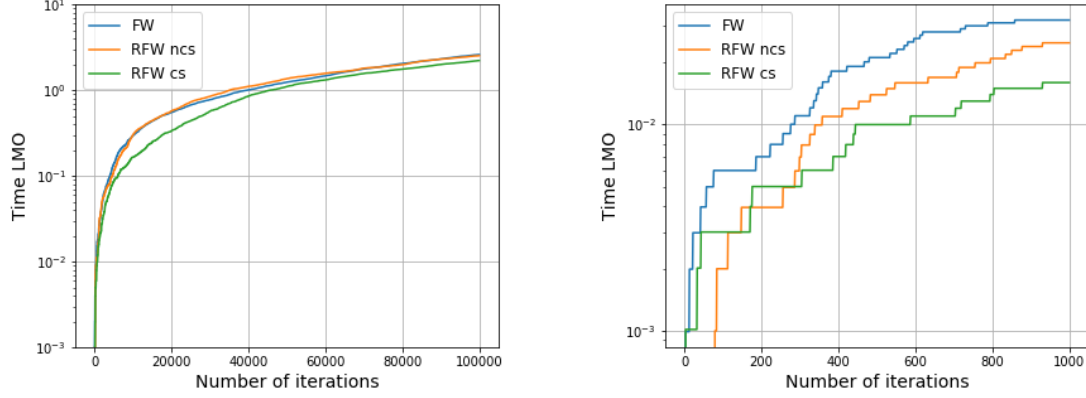 10^1
10^0
10^-1
10^-2
10^-3
Time LMO
FW
RFW ncs
RFW cs
0 20000 40000 60000 80000 100000
Number of iterations
10^-2
10^-3
Time LMO
FW
RFW ncs
RFW cs
0 200 400 600 800 1000
Number of iterations